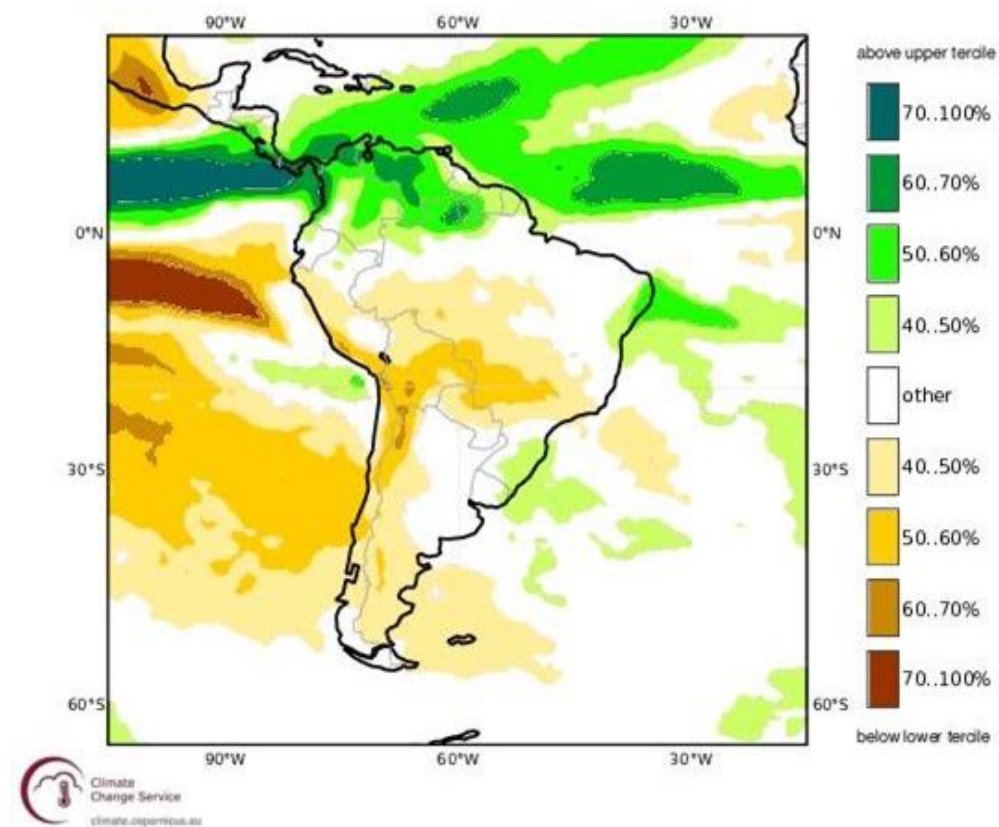 90°W 60°W 30°W
above upper tercile
70..100%
60..70%
50..60%
40..50%
other
40..50%
50..60%
60..70%
70..100%
below lower tercile
0°N 0°N
30°S 30°S
60°S 60°S
90°W 60°W 30°W
Climate
Change Service
climate.copernicus.eu